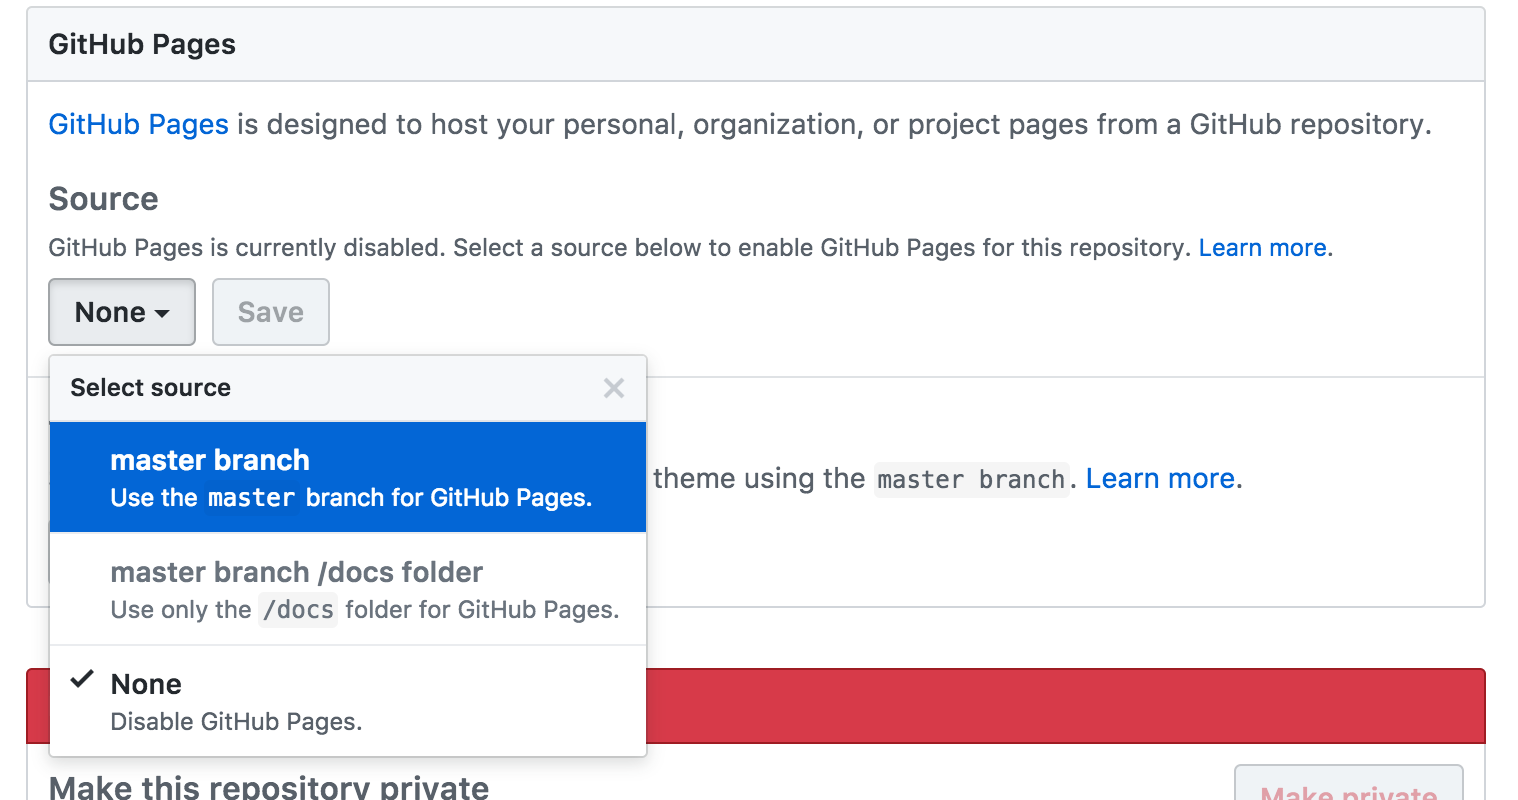 GitHub Pages
GitHub Pages is designed to host your personal, organization, or project pages from a GitHub repository.
Source
GitHub Pages is currently disabled. Select a source below to enable GitHub Pages for this repository. Learn more.
None Save
Select source
master branch
Use the master branch for GitHub Pages.
theme using the master branch. Learn more.
master branch /docs folder
Use only the /docs folder for GitHub Pages.
None
Disable GitHub Pages.
Make this repository private
Make private